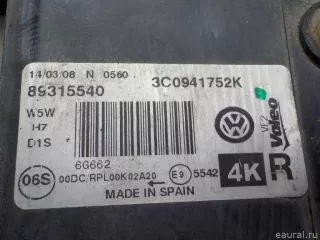 14/03/08 N 0560
89315540 3C0941752K
W5W
H7
D1S
VF2 Valeo
6G662
06S 00DC/RPL00K02A20 E9 5542 4K R
MADE IN SPAIN
© eaural.ru